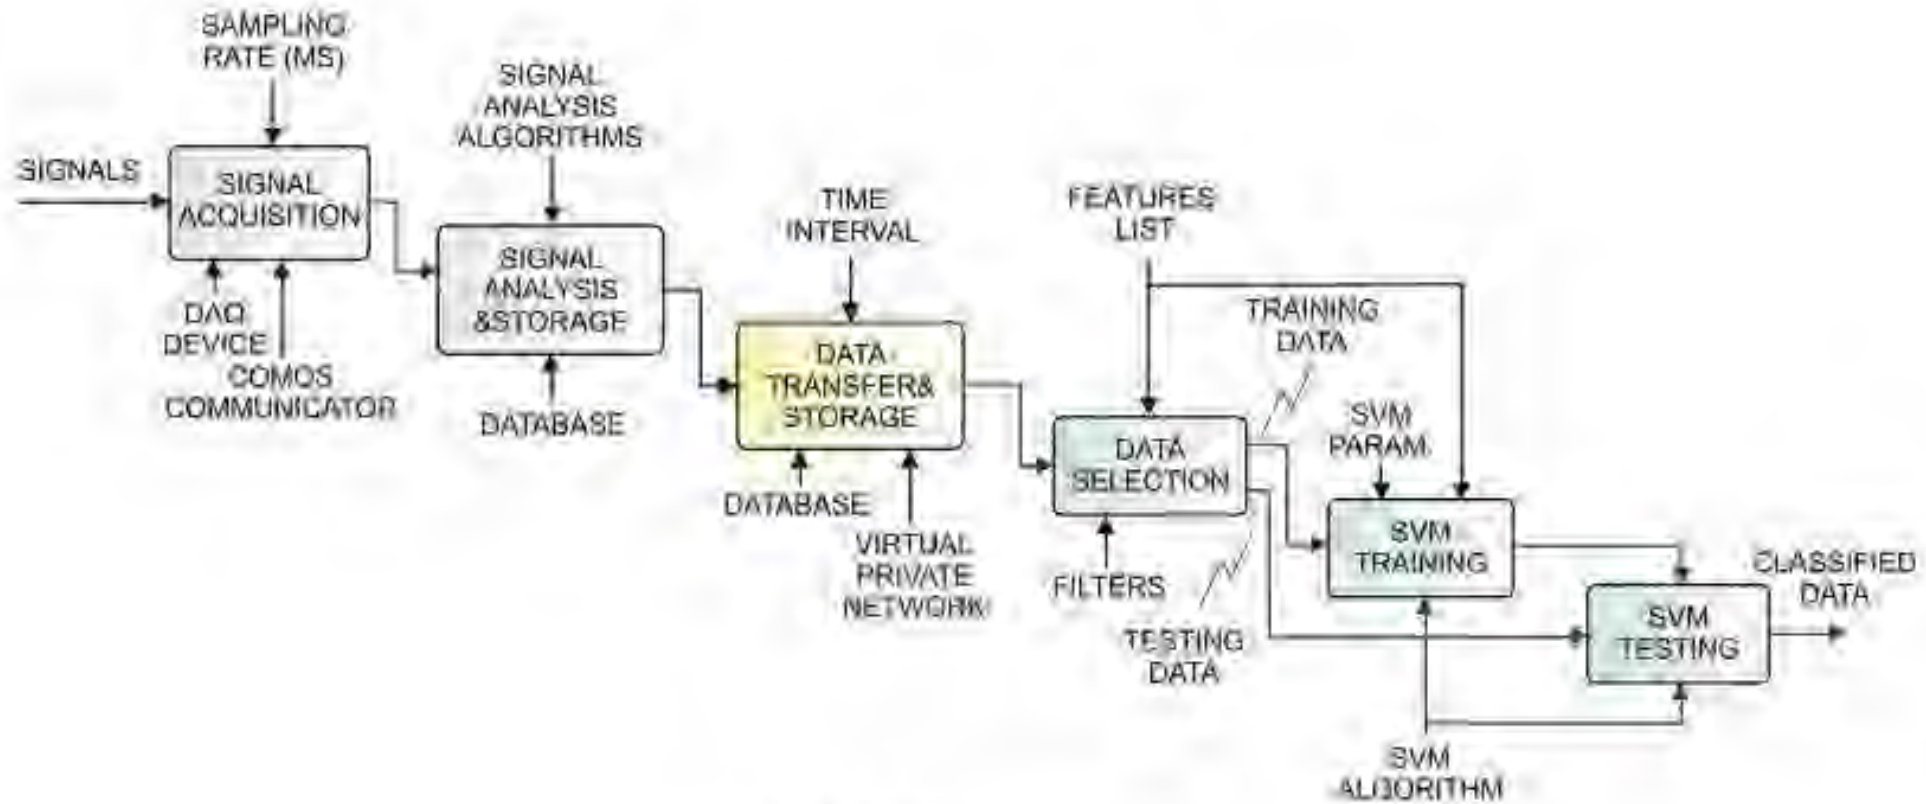 SAMPLING
RATE (MS)
SIGNALS
SIGNAL
ACQUISITION
DAQ
DEVICE
COMOS
COMMUNICATOR
SIGNAL
ANALYSIS
ALGORITHMS
SIGNAL
ANALYSIS
&STORAGE
DATABASE
TIME
INTERVAL
DATA
TRANSFER&
STORAGE
DATABASE
VIRTUAL
PRIVATE
NETWORK
FEATURES
LIST
DATA
SELECTION
FILTERS
TRAINING
DATA
TESTING
DATA
SVM
PARAM.
SVM
TRAINING
SVM
TESTING
SVM
ALGORITHM
CLASSIFIED
DATA